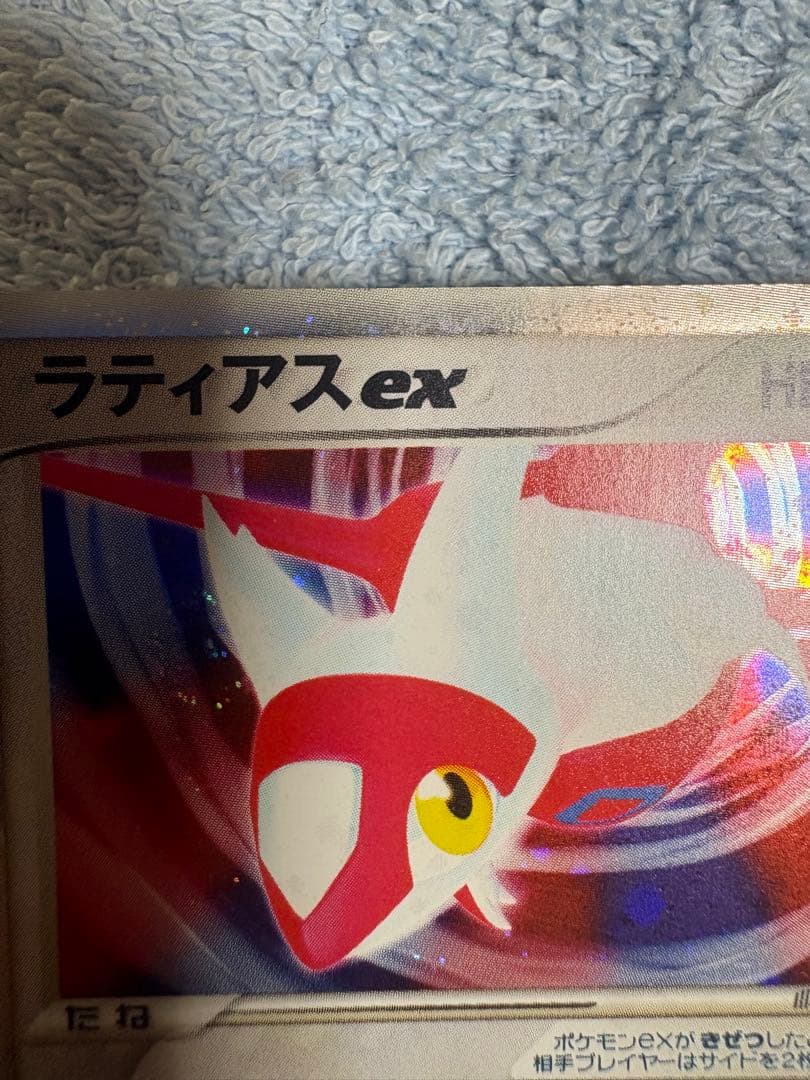 ラティアスex
たね
ポケモンexが きぜつした
相手プレイヤーはサイドを2